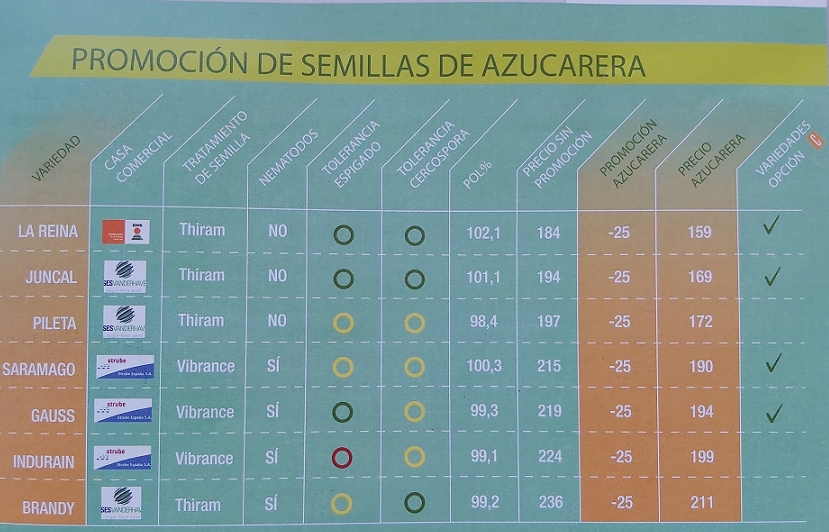 PROMOCIÓN DE SEMILLAS DE AZUCARERA
VARIEDAD
CASA COMERCIAL
TRATAMIENTO DE SEMILLA
NEMATODOS
TOLERANCIA ESPIGADO
TOLERANCIA CERCOSPORA
POL%
PRECIO SIN PROMOCIÓN
PROMOCIÓN AZUCARERA
PRECIO AZUCARERA
VARIEDADES OPCIÓN C
LA REINA Thiram NO 102,1 184 -25 159
JUNCAL SESVANDERHAVE Thiram NO 101,1 194 -25 169
PILETA SESVANDERHAVE Thiram NO 98,4 197 -25 172
SARAMAGO strube Strube España S.A. Vibrance SÍ 100,3 215 -25 190
GAUSS strube Strube España S.A. Vibrance SÍ 99,3 219 -25 194
INDURAIN strube Strube España S.A. Vibrance SÍ 99,1 224 -25 199
BRANDY SESVANDERHAVE Thiram SÍ 99,2 236 -25 211